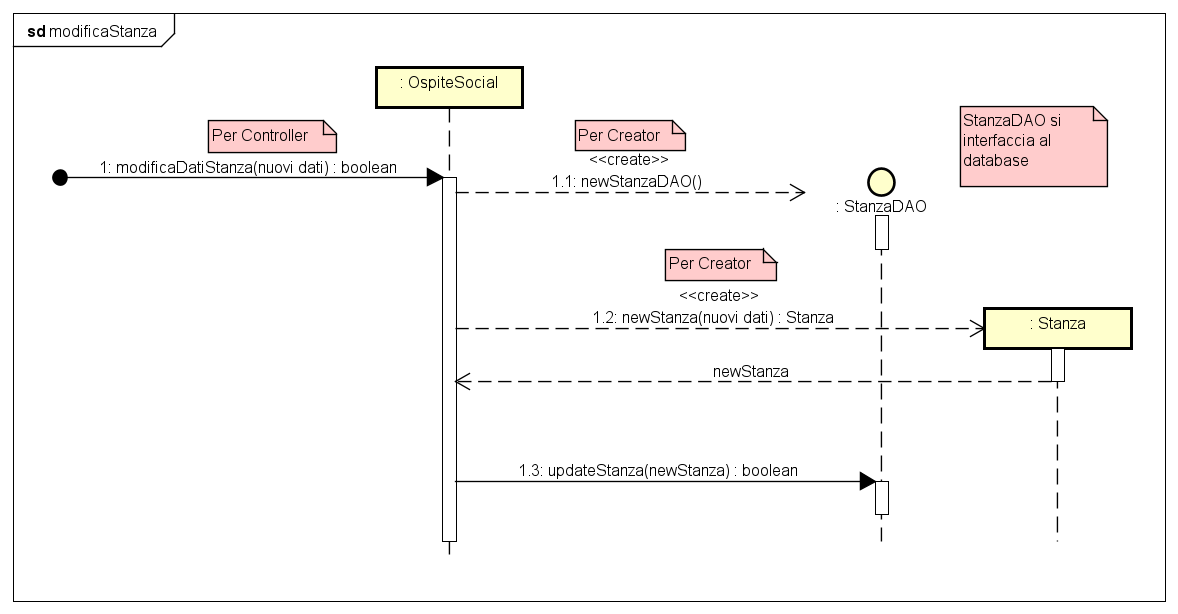 sd modificaStanza
: OspiteSocial
Per Controller
1: modificaDatiStanza(nuovi dati) : boolean
Per Creator
<<create>>
1.1: newStanzaDAO()
: StanzaDAO
StanzaDAO si
interfaccia al
database
Per Creator
<<create>>
1.2: newStanza(nuovi dati) : Stanza
: Stanza
newStanza
1.3: updateStanza(newStanza) : boolean